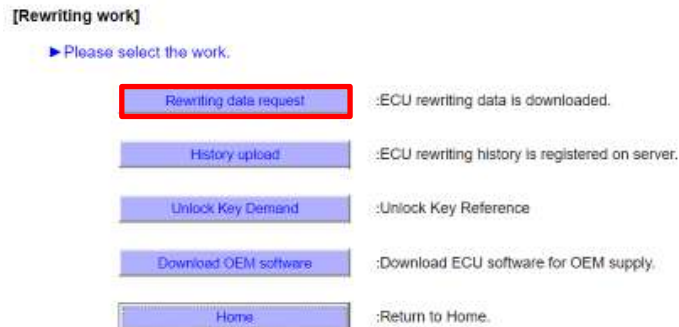 [Rewriting work]
►Please select the work.
Rewriting data request :ECU rewriting data is downloaded.
History upload :ECU rewriting history is registered on server.
Unlock Key Demand :Unlock Key Reference
Download OEM software :Download ECU software for OEM supply.
Home :Return to Home.